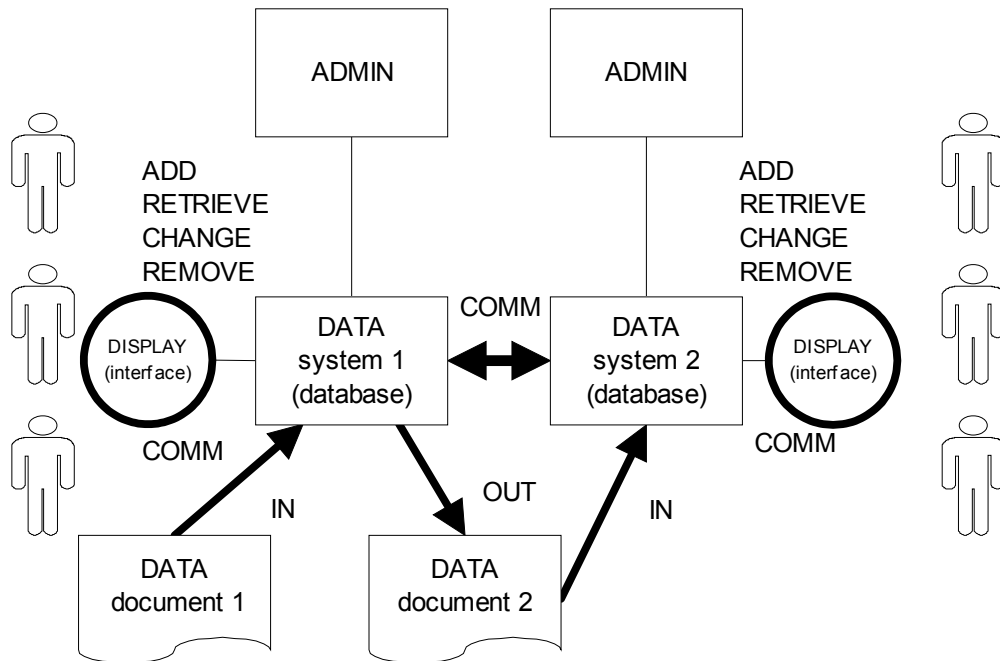 ADMIN
ADMIN
ADD
RETRIEVE
CHANGE
REMOVE
ADD
RETRIEVE
CHANGE
REMOVE
DISPLAY
(interface)
DATA
system 1
(database)
COMM
DATA
system 2
(database)
DISPLAY
(interface)
COMM
COMM
IN
OUT
IN
DATA
document 1
DATA
document 2